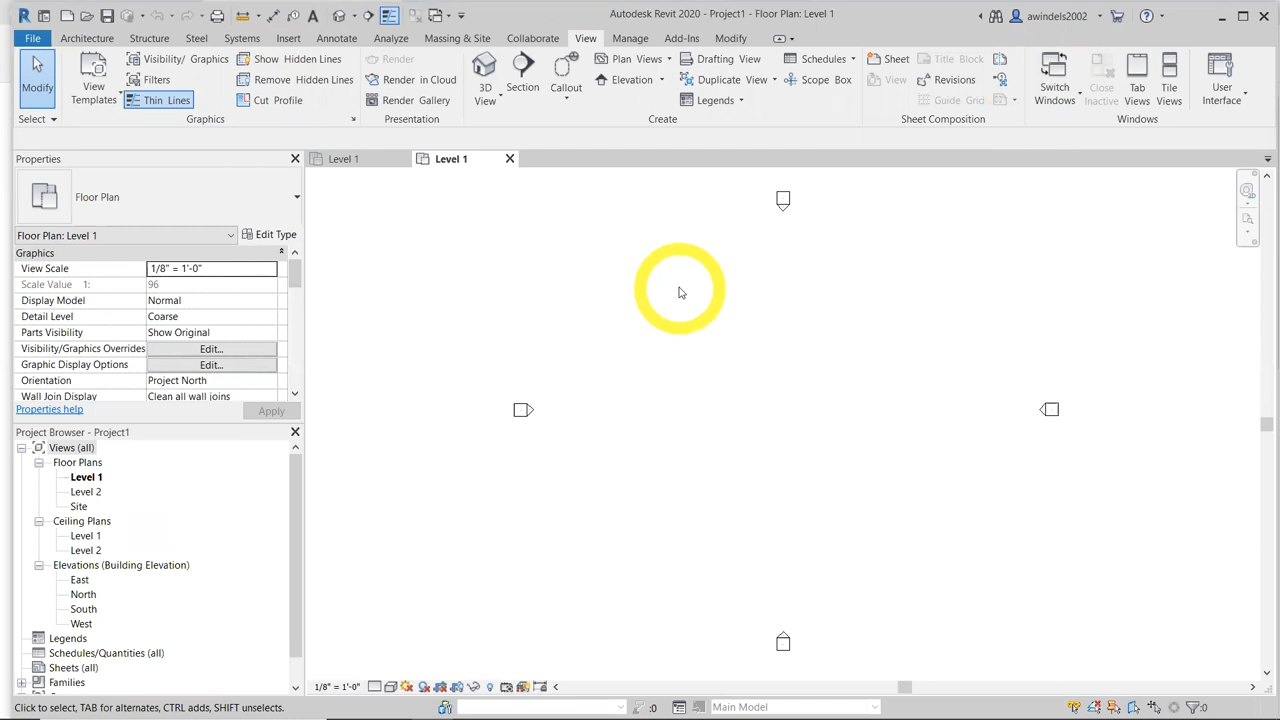 Autodesk Revit 2020 - Project1 - Floor Plan: Level 1
awindels2002
File Architecture Structure Steel Systems Insert Annotate Analyze Massing & Site Collaborate View Manage Add-Ins Modify
Modify
View
Templates
Visibility/ Graphics
Filters
Thin Lines
Show Hidden Lines
Remove Hidden Lines
Cut Profile
Render
Render in Cloud
Render Gallery
3D
View
Section
Callout
Plan Views
Elevation
Drafting View
Duplicate View
Legends
Schedules
Scope Box
Sheet
View
Title Block
Revisions
Guide Grid
Switch
Windows
Close
Inactive
Tab
Views
Tile
Views
User
Interface
Select Graphics Presentation Create Sheet Composition Windows
Properties
Level 1
Level 1
Floor Plan
Floor Plan: Level 1
Edit Type
Graphics
View Scale 1/8" = 1'-0"
Scale Value 1: 96
Display Model Normal
Detail Level Coarse
Parts Visibility Show Original
Visibility/Graphics Overrides Edit...
Graphic Display Options Edit...
Orientation Project North
Wall Join Display Clean all wall joins
Properties help
Apply
Project Browser - Project1
Views (all)
Floor Plans
Level 1
Level 2
Site
Ceiling Plans
Level 1
Level 2
Elevations (Building Elevation)
East
North
South
West
Legends
Schedules/Quantities (all)
Sheets (all)
Families
1/8" = 1'-0"
Click to select, TAB for alternates, CTRL adds, SHIFT unselects.
:0
Main Model
:0